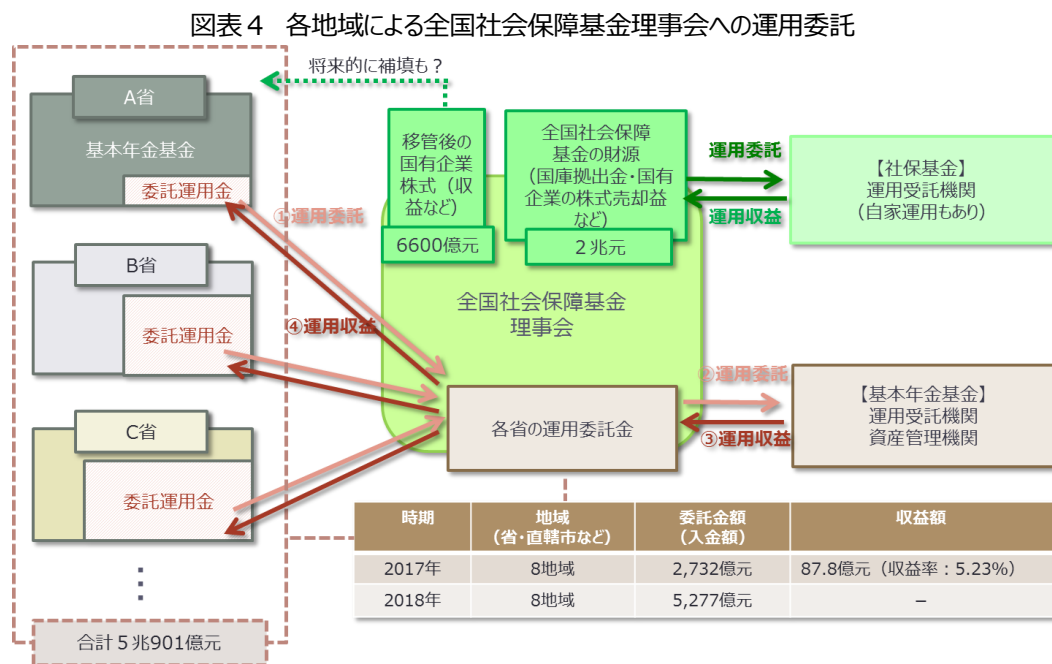 図表４　各地域による全国社会保障基金理事会への運用委託
将来的に補填も？
A省
基本年金基金
委託運用金
B省
委託運用金
C省
委託運用金
⋮
合計５兆901億元
①運用委託
④運用収益
移管後の
国有企業
株式（収
益など）
6600億元
全国社会保障
基金の財源
（国庫拠出金・国有
企業の株式売却益
など）
２兆元
全国社会保障基金
理事会
各省の運用委託金
運用委託
運用収益
【社保基金】
運用受託機関
（自家運用もあり）
②運用委託
③運用収益
【基本年金基金】
運用受託機関
資産管理機関
時期 地域 委託金額 収益額
（省・直轄市など） （入金額）
2017年 8地域 2,732億元 87.8億元（収益率：5.23%）
2018年 8地域 5,277億元 －